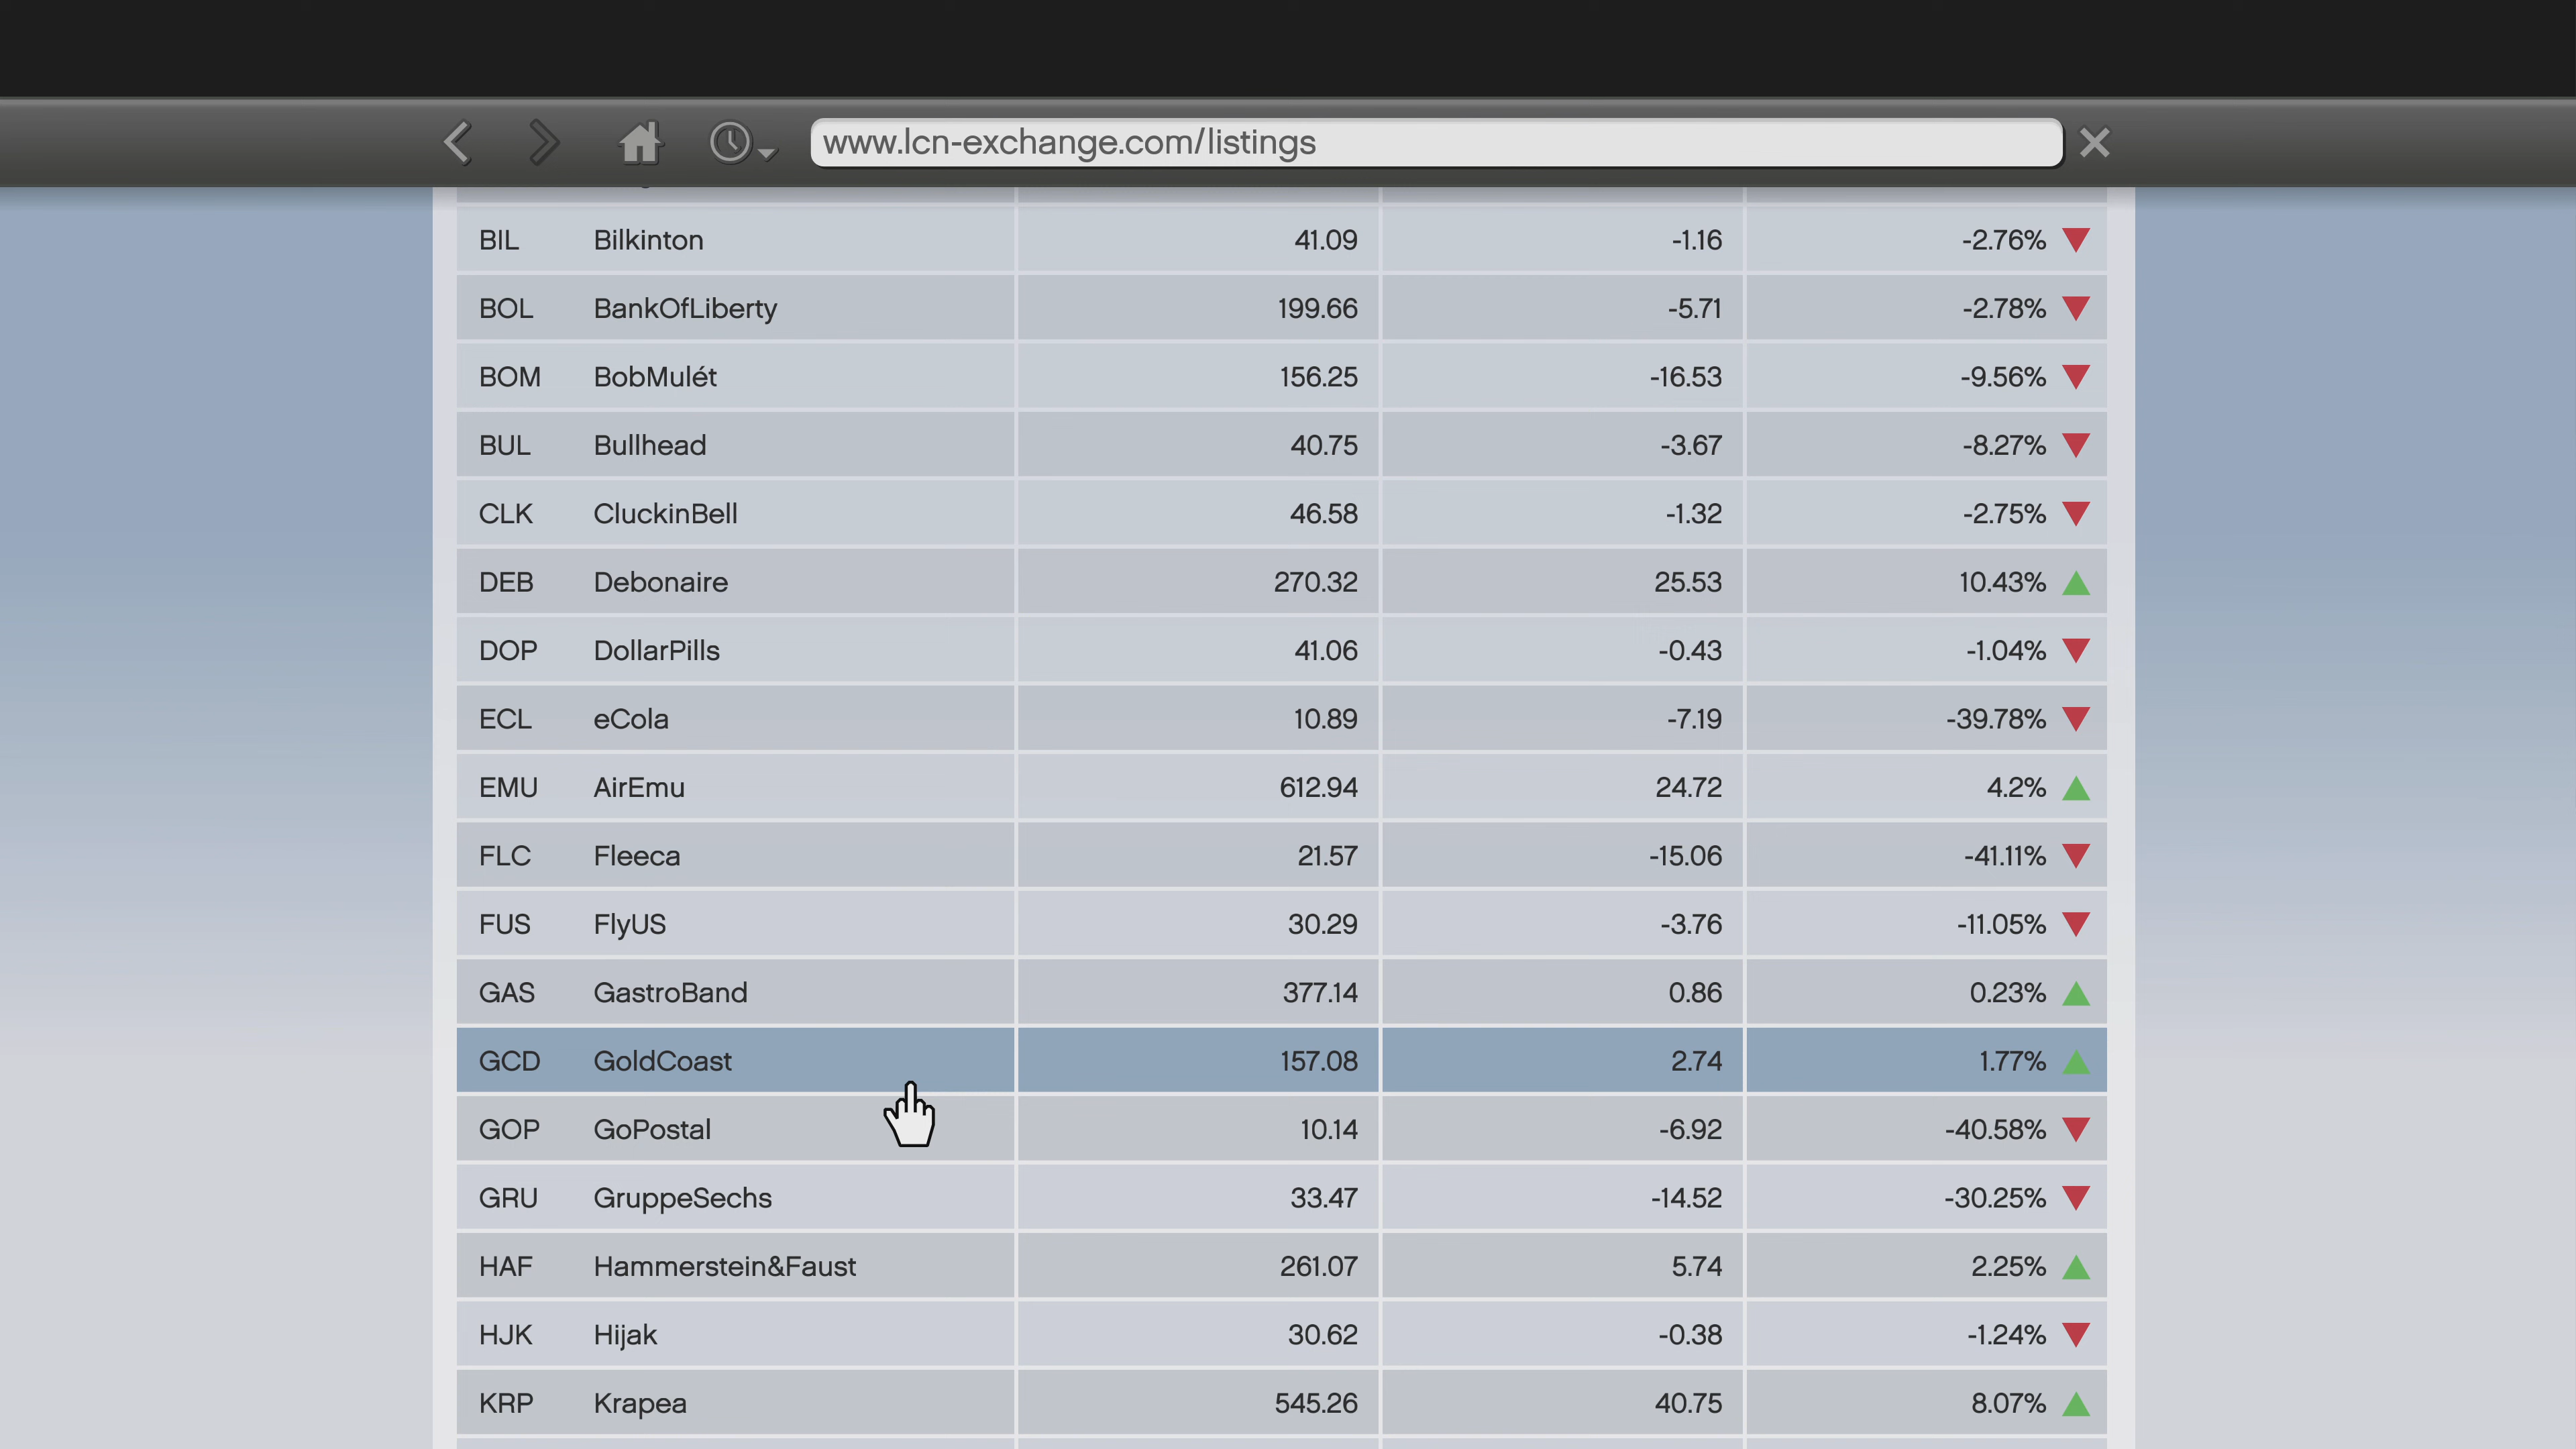 www.lcn-exchange.com/listings
BIL Bilkinton 41.09 -1.16 -2.76%
BOL BankOfLiberty 199.66 -5.71 -2.78%
BOM BobMulét 156.25 -16.53 -9.56%
BUL Bullhead 40.75 -3.67 -8.27%
CLK CluckinBell 46.58 -1.32 -2.75%
DEB Debonaire 270.32 25.53 10.43%
DOP DollarPills 41.06 -0.43 -1.04%
ECL eCola 10.89 -7.19 -39.78%
EMU AirEmu 612.94 24.72 4.2%
FLC Fleeca 21.57 -15.06 -41.11%
FUS FlyUS 30.29 -3.76 -11.05%
GAS GastroBand 377.14 0.86 0.23%
GCD GoldCoast 157.08 2.74 1.77%
GOP GoPostal 10.14 -6.92 -40.58%
GRU GruppeSechs 33.47 -14.52 -30.25%
HAF Hammerstein&Faust 261.07 5.74 2.25%
HJK Hijak 30.62 -0.38 -1.24%
KRP Krapea 545.26 40.75 8.07%